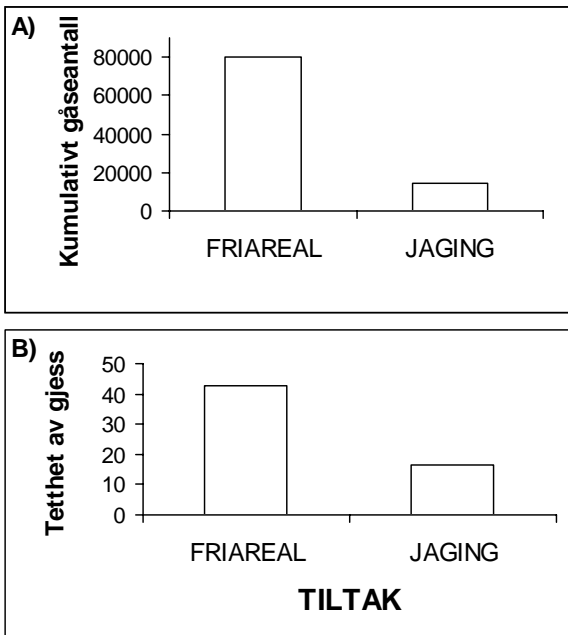 A)
Kumulativt gåseantall
80000
60000
40000
20000
0
FRIAREAL JAGING
B)
Tetthet av gjess
50
40
30
20
10
0
FRIAREAL JAGING
TILTAK